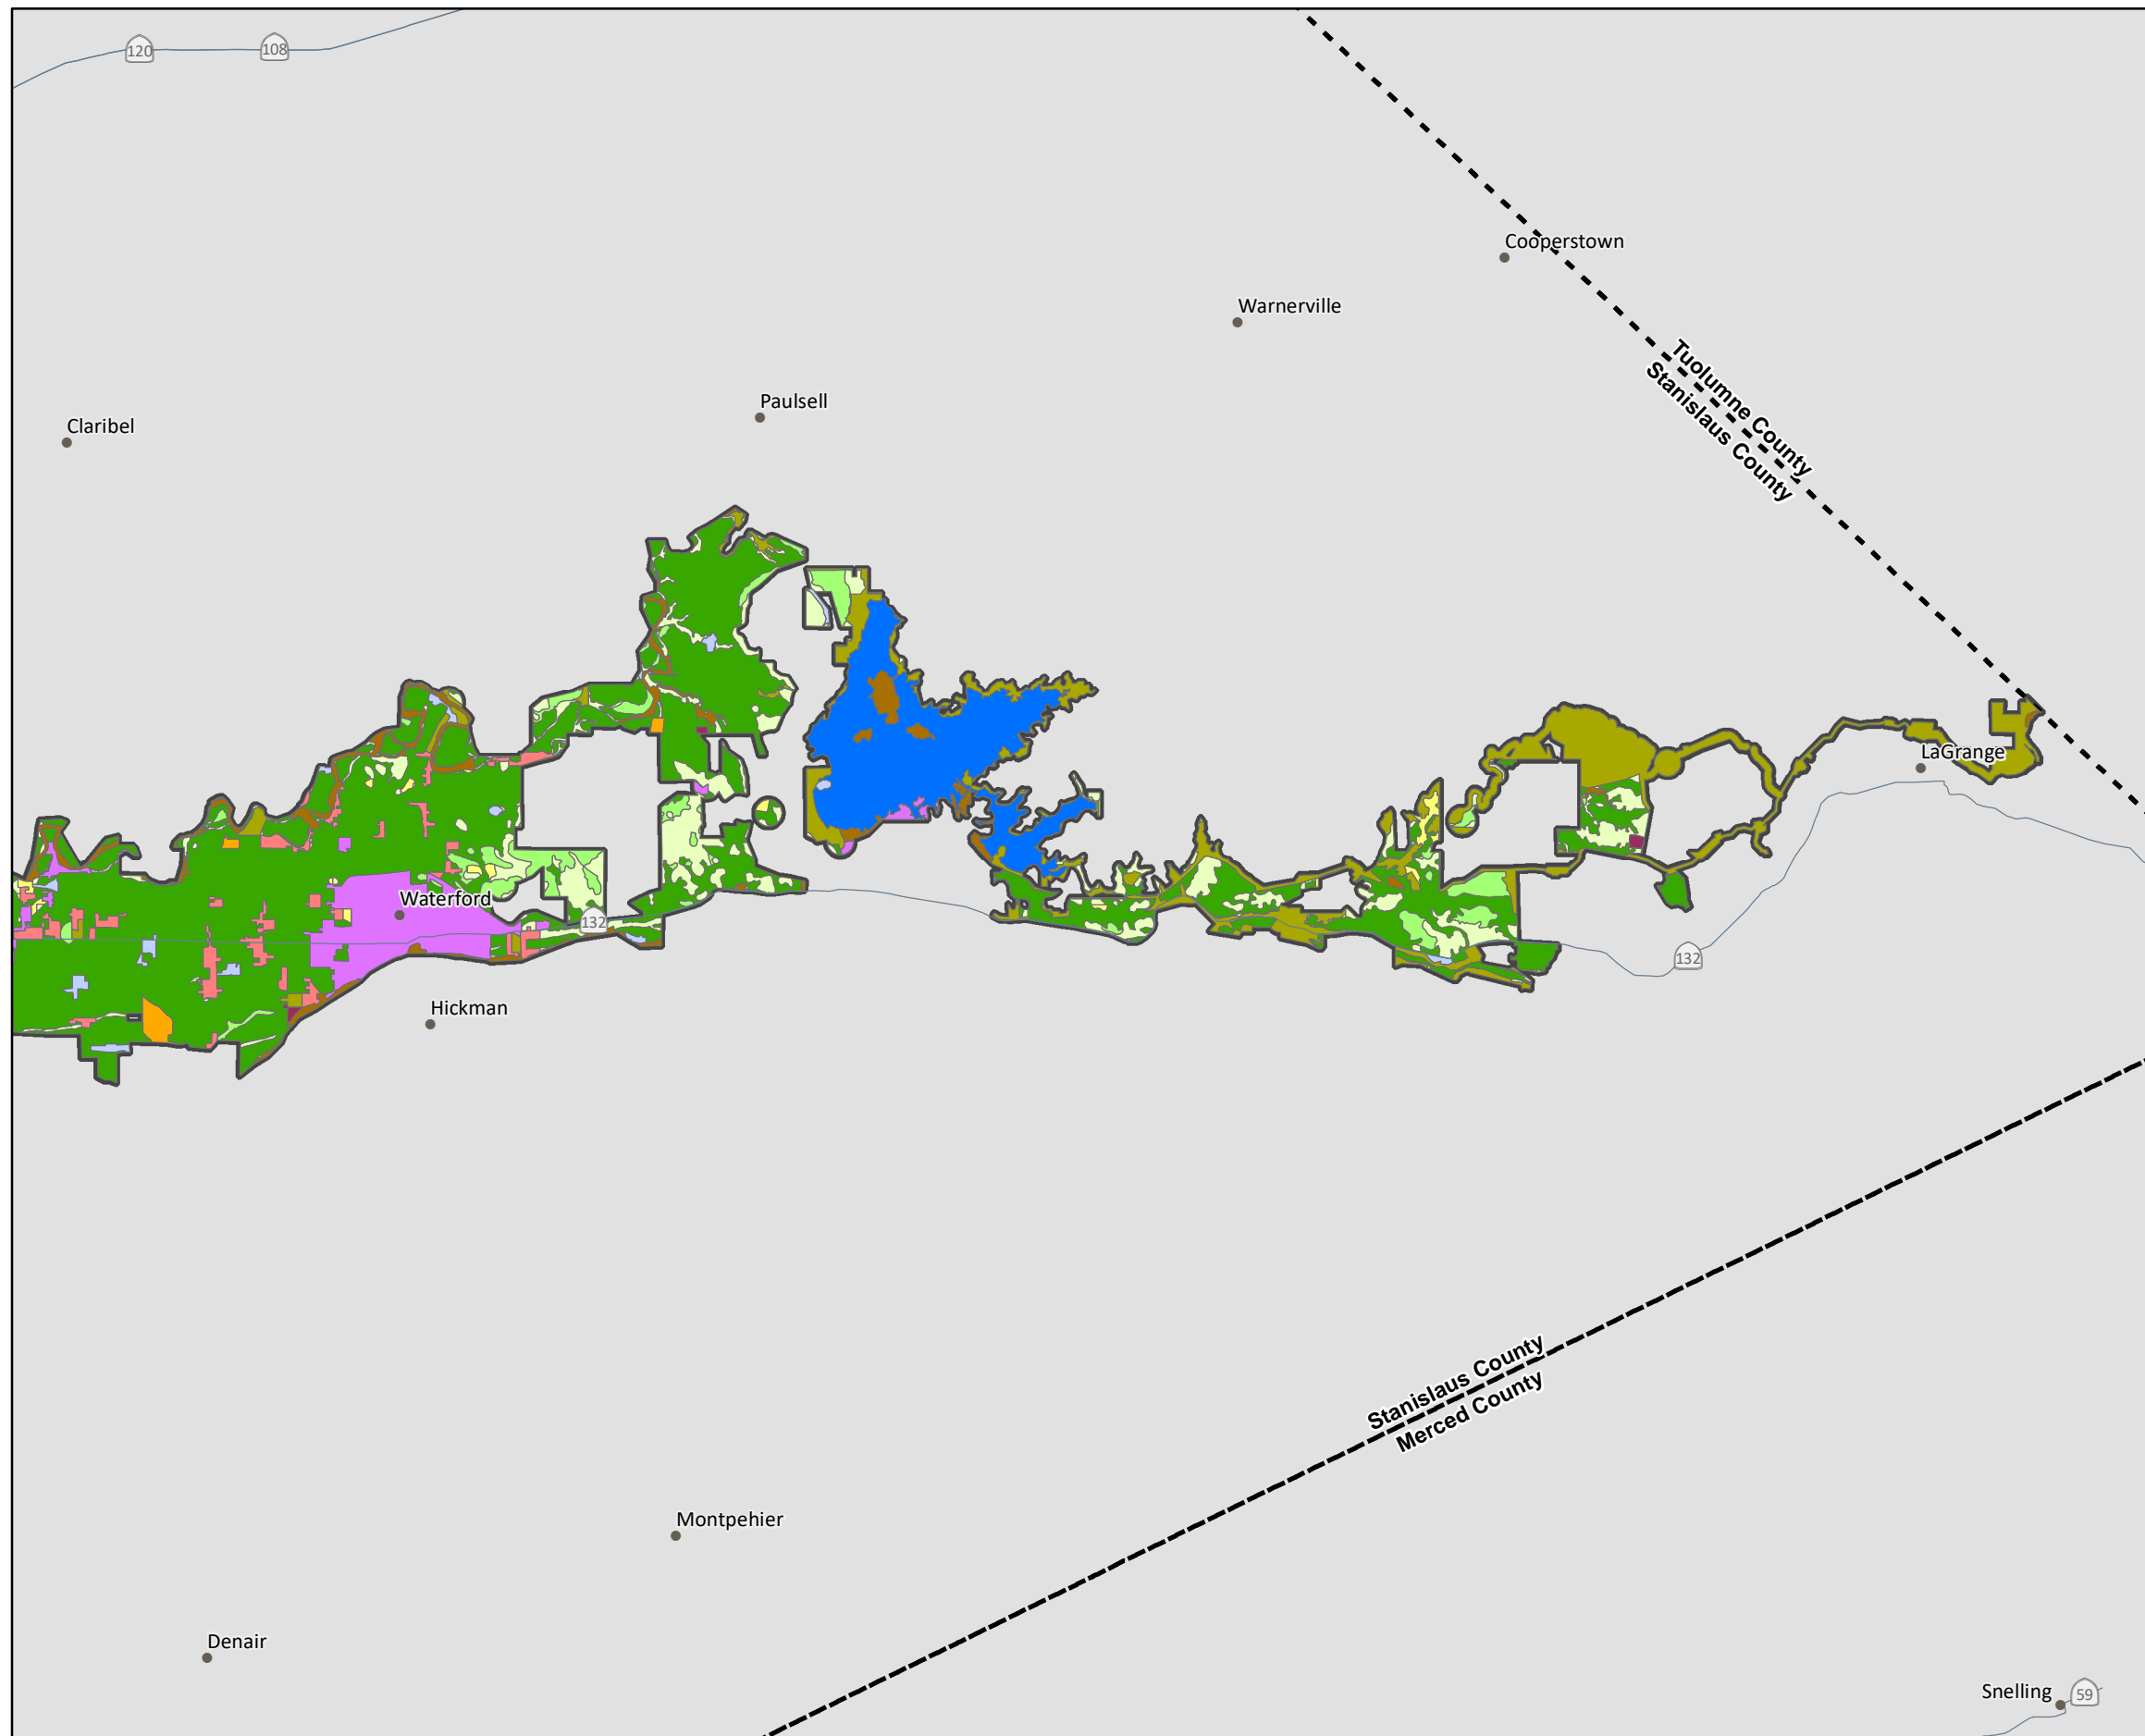 120
108
Cooperstown
Warnerville
Tuolumne County
Stanislaus County
Paulsell
Claribel
LaGrange
Waterford
132
132
Hickman
Stanislaus County
Merced County
Montpehier
Denair
Snelling
59